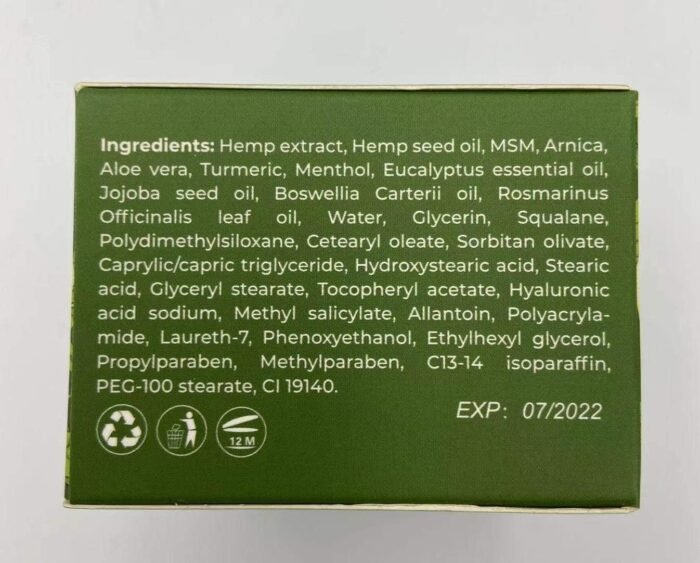 Ingredients: Hemp extract, Hemp seed oil, MSM, Arnica,
Aloe vera, Turmeric, Menthol, Eucalyptus essential oil,
Jojoba seed oil, Boswellia Carterii oil, Rosmarinus
Officinalis leaf oil, Water, Glycerin, Squalane,
Polydimethylsiloxane, Cetearyl oleate, Sorbitan olivate,
Caprylic/capric triglyceride, Hydroxystearic acid, Stearic
acid, Glyceryl stearate, Tocopheryl acetate, Hyaluronic
acid sodium, Methyl salicylate, Allantoin, Polyacryla-
mide, Laureth-7, Phenoxyethanol, Ethylhexyl glycerol,
Propylparaben, Methylparaben, C13-14 isoparaffin,
PEG-100 stearate, CI 19140.
EXP: 07/2022
12 M